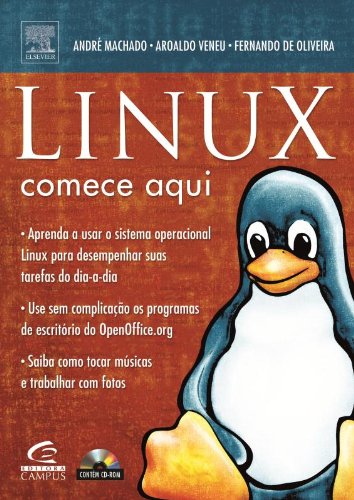 ELSEVIER
ANDRÉ MACHADO • AROALDO VENEU • FERNANDO DE OLIVEIRA
LINUX
comece aqui
• Aprenda a usar o sistema operacional
Linux para desempenhar suas
tarefas do dia-a-dia
• Use sem complicação os programas
de escritório do OpenOffice.org
• Saiba como tocar músicas
e trabalhar com fotos
CONTÉM CD-ROM
EDITORA
CAMPUS